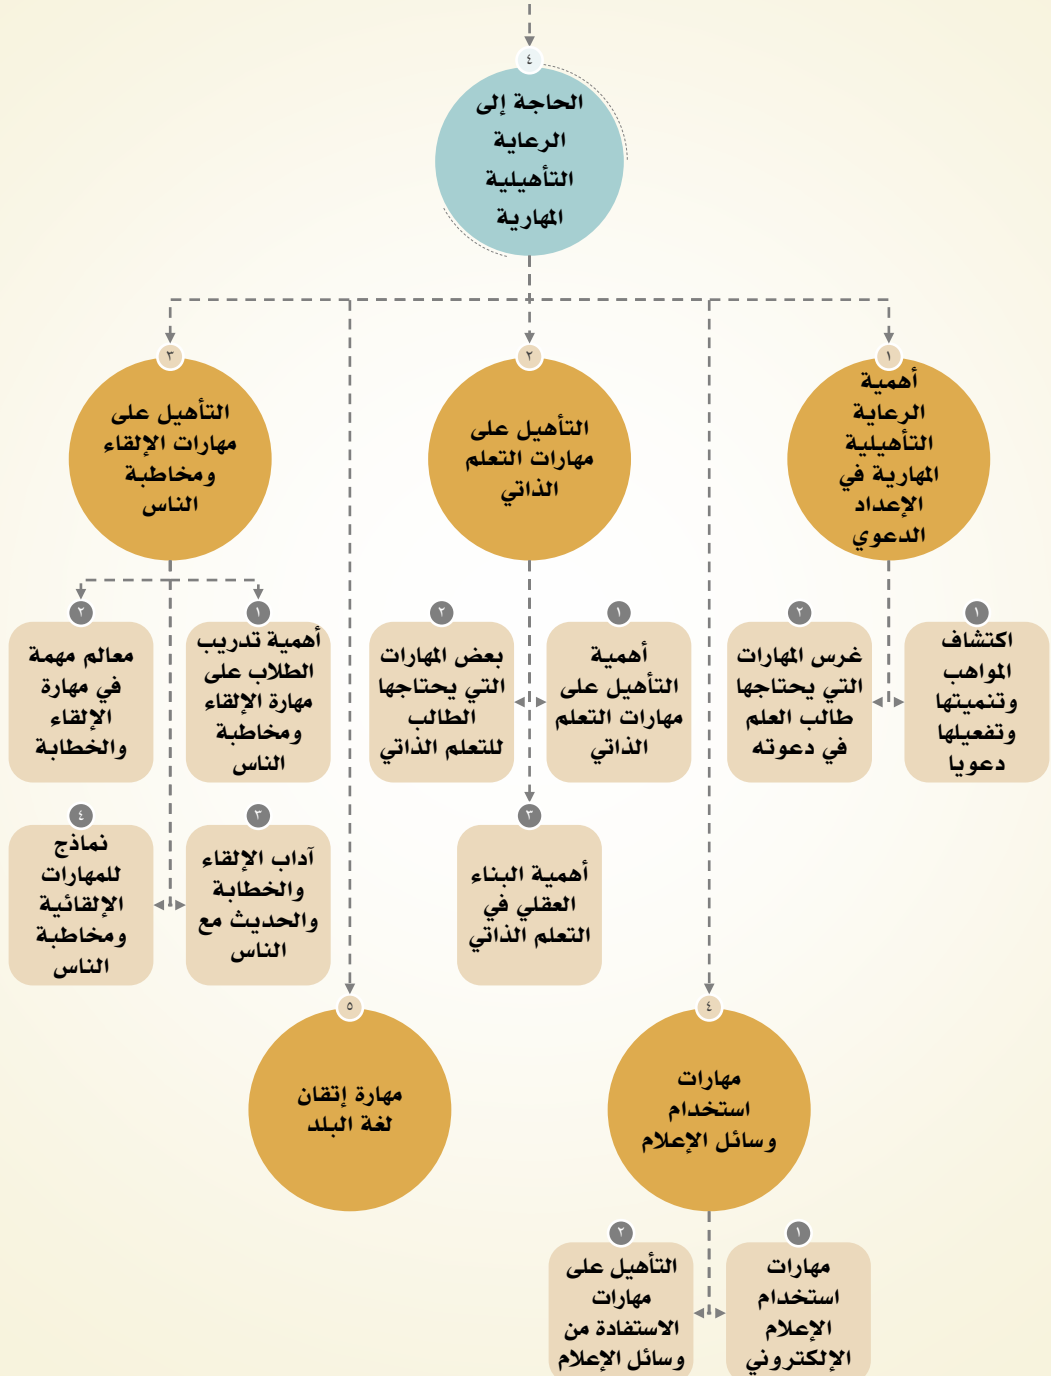 ٤
الحاجة إلى
الرعاية
التأهيلية
المهارية
١
أهمية
الرعاية
التأهيلية
المهارية في
الإعداد
الدعوي
٢
التأهيل على
مهارات التعلم
الذاتي
٣
التأهيل على
مهارات الإلقاء
ومخاطبة
الناس
١
اكتشاف
المواهب
وتنميتها
وتفعيلها
دعويا
٢
غرس المهارات
التي يحتاجها
طالب العلم
في دعوته
١
أهمية
التأهيل على
مهارات التعلم
الذاتي
٢
بعض المهارات
التي يحتاجها
الطالب
للتعلم الذاتي
٣
أهمية البناء
العقلي في
التعلم الذاتي
١
أهمية تدريب
الطلاب على
مهارة الإلقاء
ومخاطبة
الناس
٢
معالم مهمة
في مهارة
الإلقاء
والخطابة
٣
آداب الإلقاء
والخطابة
والحديث مع
الناس
٤
نماذج
للمهارات
الإلقائية
ومخاطبة
الناس
٤
مهارات
استخدام
وسائل الإعلام
٥
مهارة إتقان
لغة البلد
١
مهارات
استخدام
الإعلام
الإلكتروني
٢
التأهيل على
مهارات
الاستفادة من
وسائل الإعلام